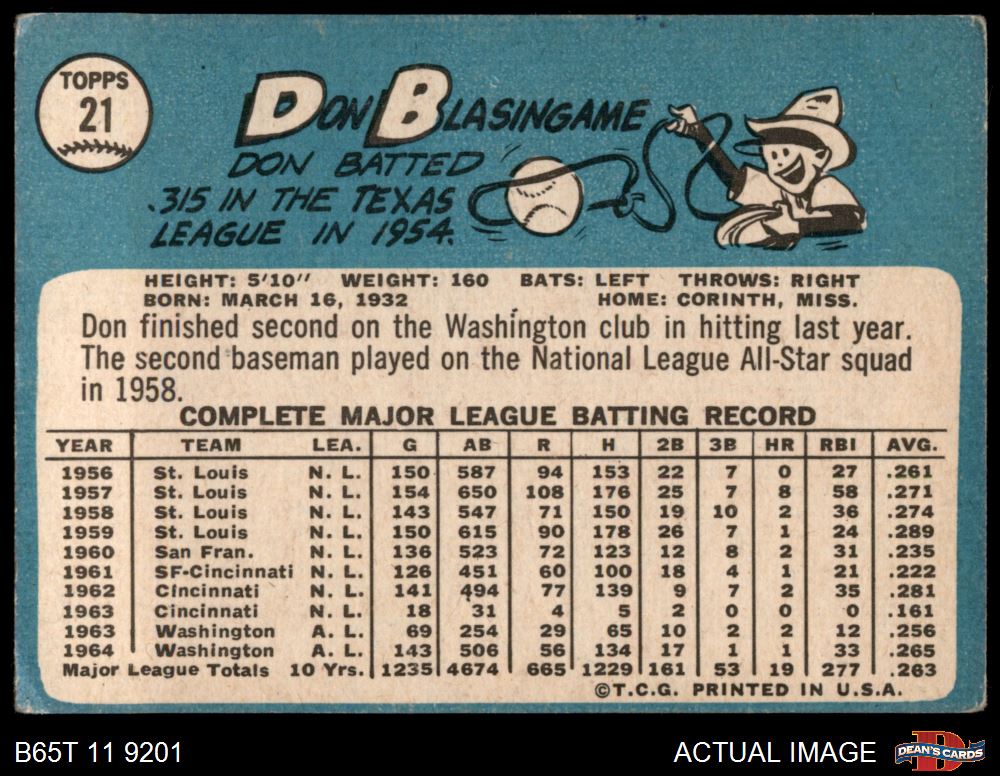 TOPPS
21
DON BLASINGAME
DON BATTED
.315 IN THE TEXAS
LEAGUE IN 1954.
HEIGHT: 5'10" WEIGHT: 160 BATS: LEFT THROWS: RIGHT
BORN: MARCH 16, 1932 HOME: CORINTH, MISS.
Don finished second on the Washington club in hitting last year.
The second baseman played on the National League All-Star squad
in 1958.
COMPLETE MAJOR LEAGUE BATTING RECORD
YEAR TEAM LEA. G AB R H 2B 3B HR RBI AVG.
1956 St. Louis N. L. 150 587 94 153 22 7 0 27 .261
1957 St. Louis N. L. 154 650 108 176 25 7 8 58 .271
1958 St. Louis N. L. 143 547 71 150 19 10 2 36 .274
1959 St. Louis N. L. 150 615 90 178 26 7 1 24 .289
1960 San Fran. N. L. 136 523 72 123 12 8 2 31 .235
1961 SF-Cincinnati N. L. 126 451 60 100 18 4 1 21 .222
1962 Cincinnati N. L. 141 494 77 139 9 7 2 35 .281
1963 Cincinnati N. L. 18 31 4 5 2 0 0 0 .161
1963 Washington A. L. 69 254 29 65 10 2 2 12 .256
1964 Washington A. L. 143 506 56 134 17 1 1 33 .265
Major League Totals 10 Yrs. 1235 4674 665 1229 161 53 19 277 .263
©T.C.G. PRINTED IN U.S.A.
B65T 11 9201 ACTUAL IMAGE DEAN'S CARDS